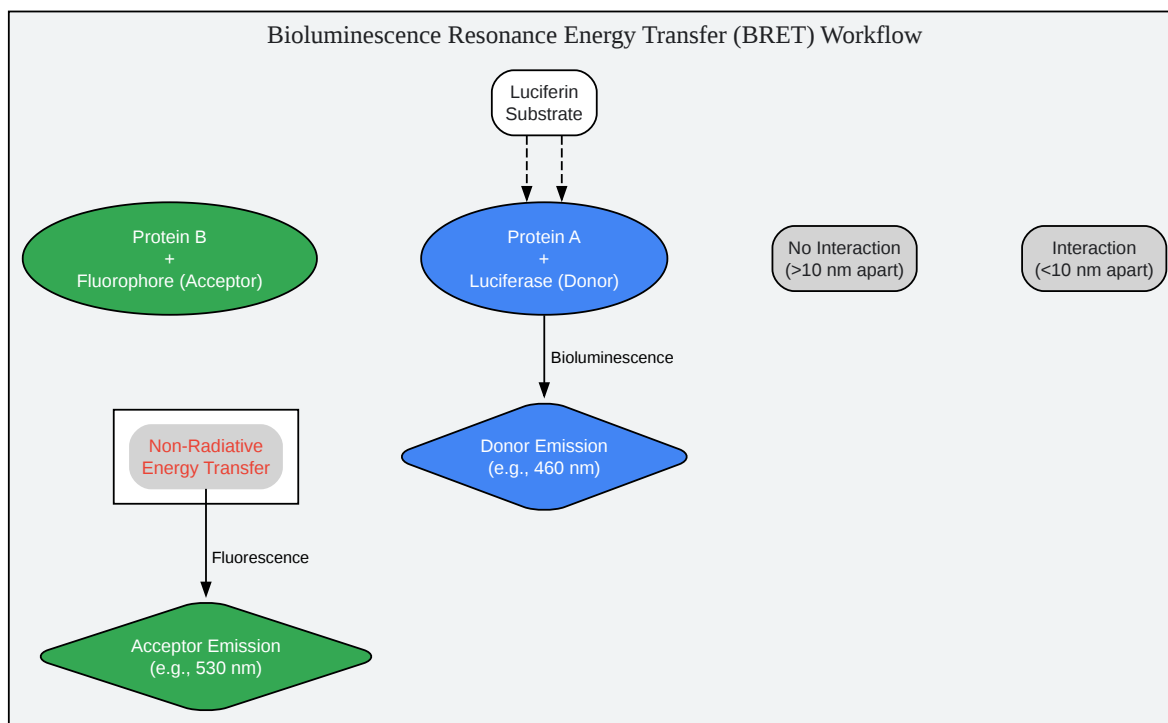 Bioluminescence Resonance Energy Transfer (BRET) Workflow
Luciferin
Substrate
Protein B
+
Fluorophore (Acceptor)
Protein A
+
Luciferase (Donor)
No Interaction
(>10 nm apart)
Interaction
(<10 nm apart)
Bioluminescence
Non-Radiative
Energy Transfer
Donor Emission
(e.g., 460 nm)
Fluorescence
Acceptor Emission
(e.g., 530 nm)